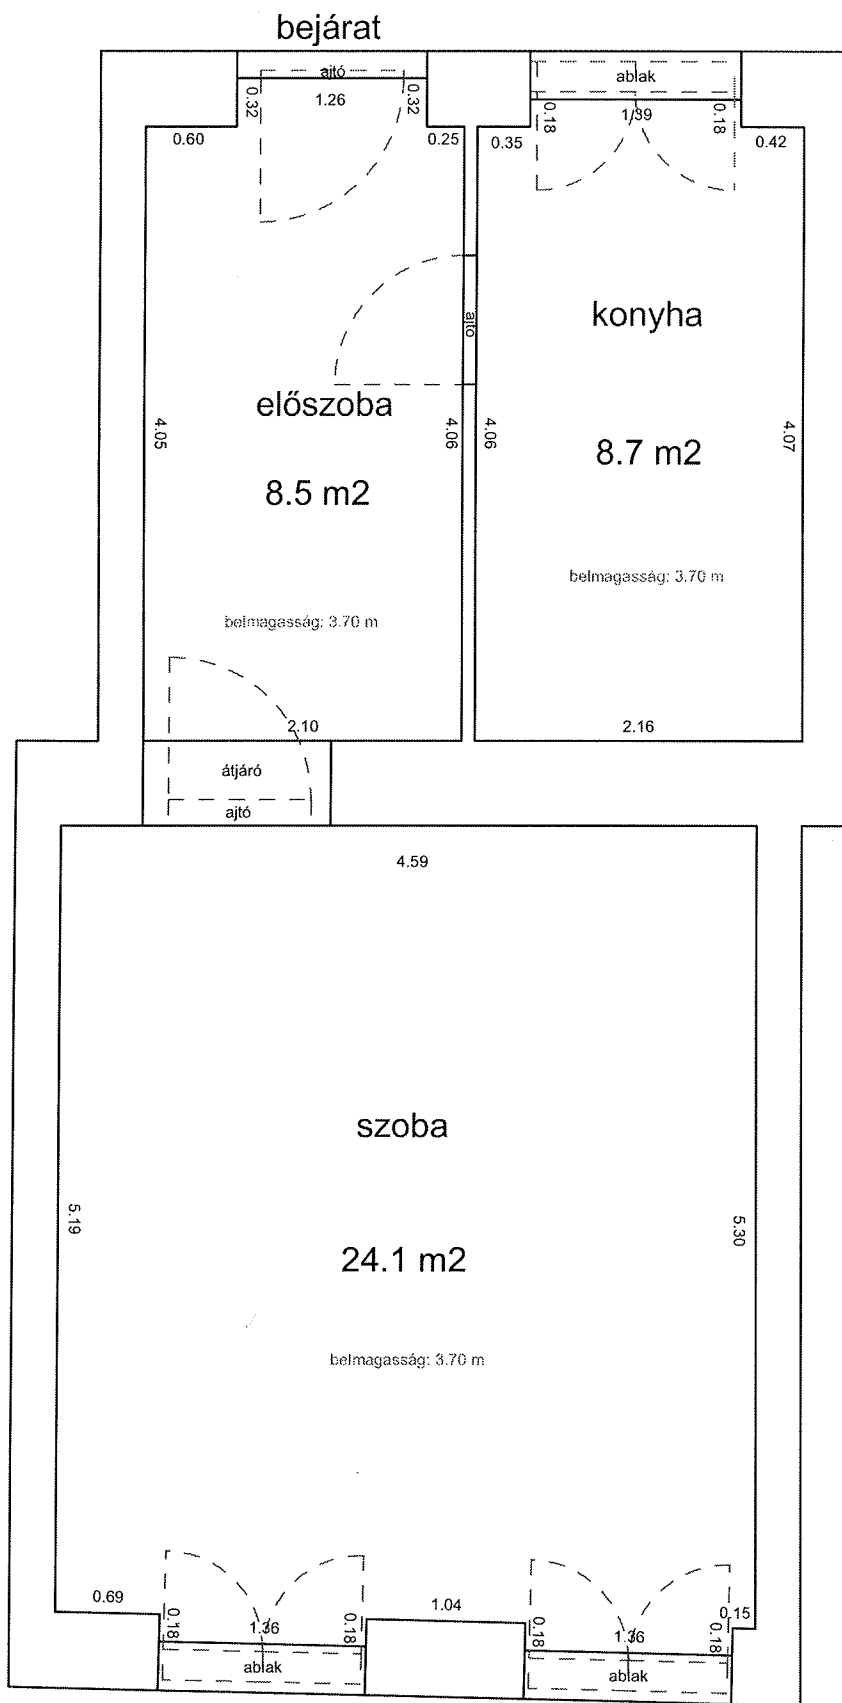 bejárat
ajtó
ablak
0.32
1.26
0.32
0.18
1.39
0.18
0.60
0.25
0.35
0.42
ajtó
konyha
előszoba
4.05
4.06
4.06
8.7 m2
4.07
8.5 m2
belmagasság: 3.70 m
belmagasság: 3.70 m
2.10
2.16
átjáró
ajtó
4.59
szoba
5.19
5.30
24.1 m2
belmagasság: 3.70 m
0.69
1.04
0.15
0.18
1.36
0.18
0.18
1.36
0.18
ablak
ablak